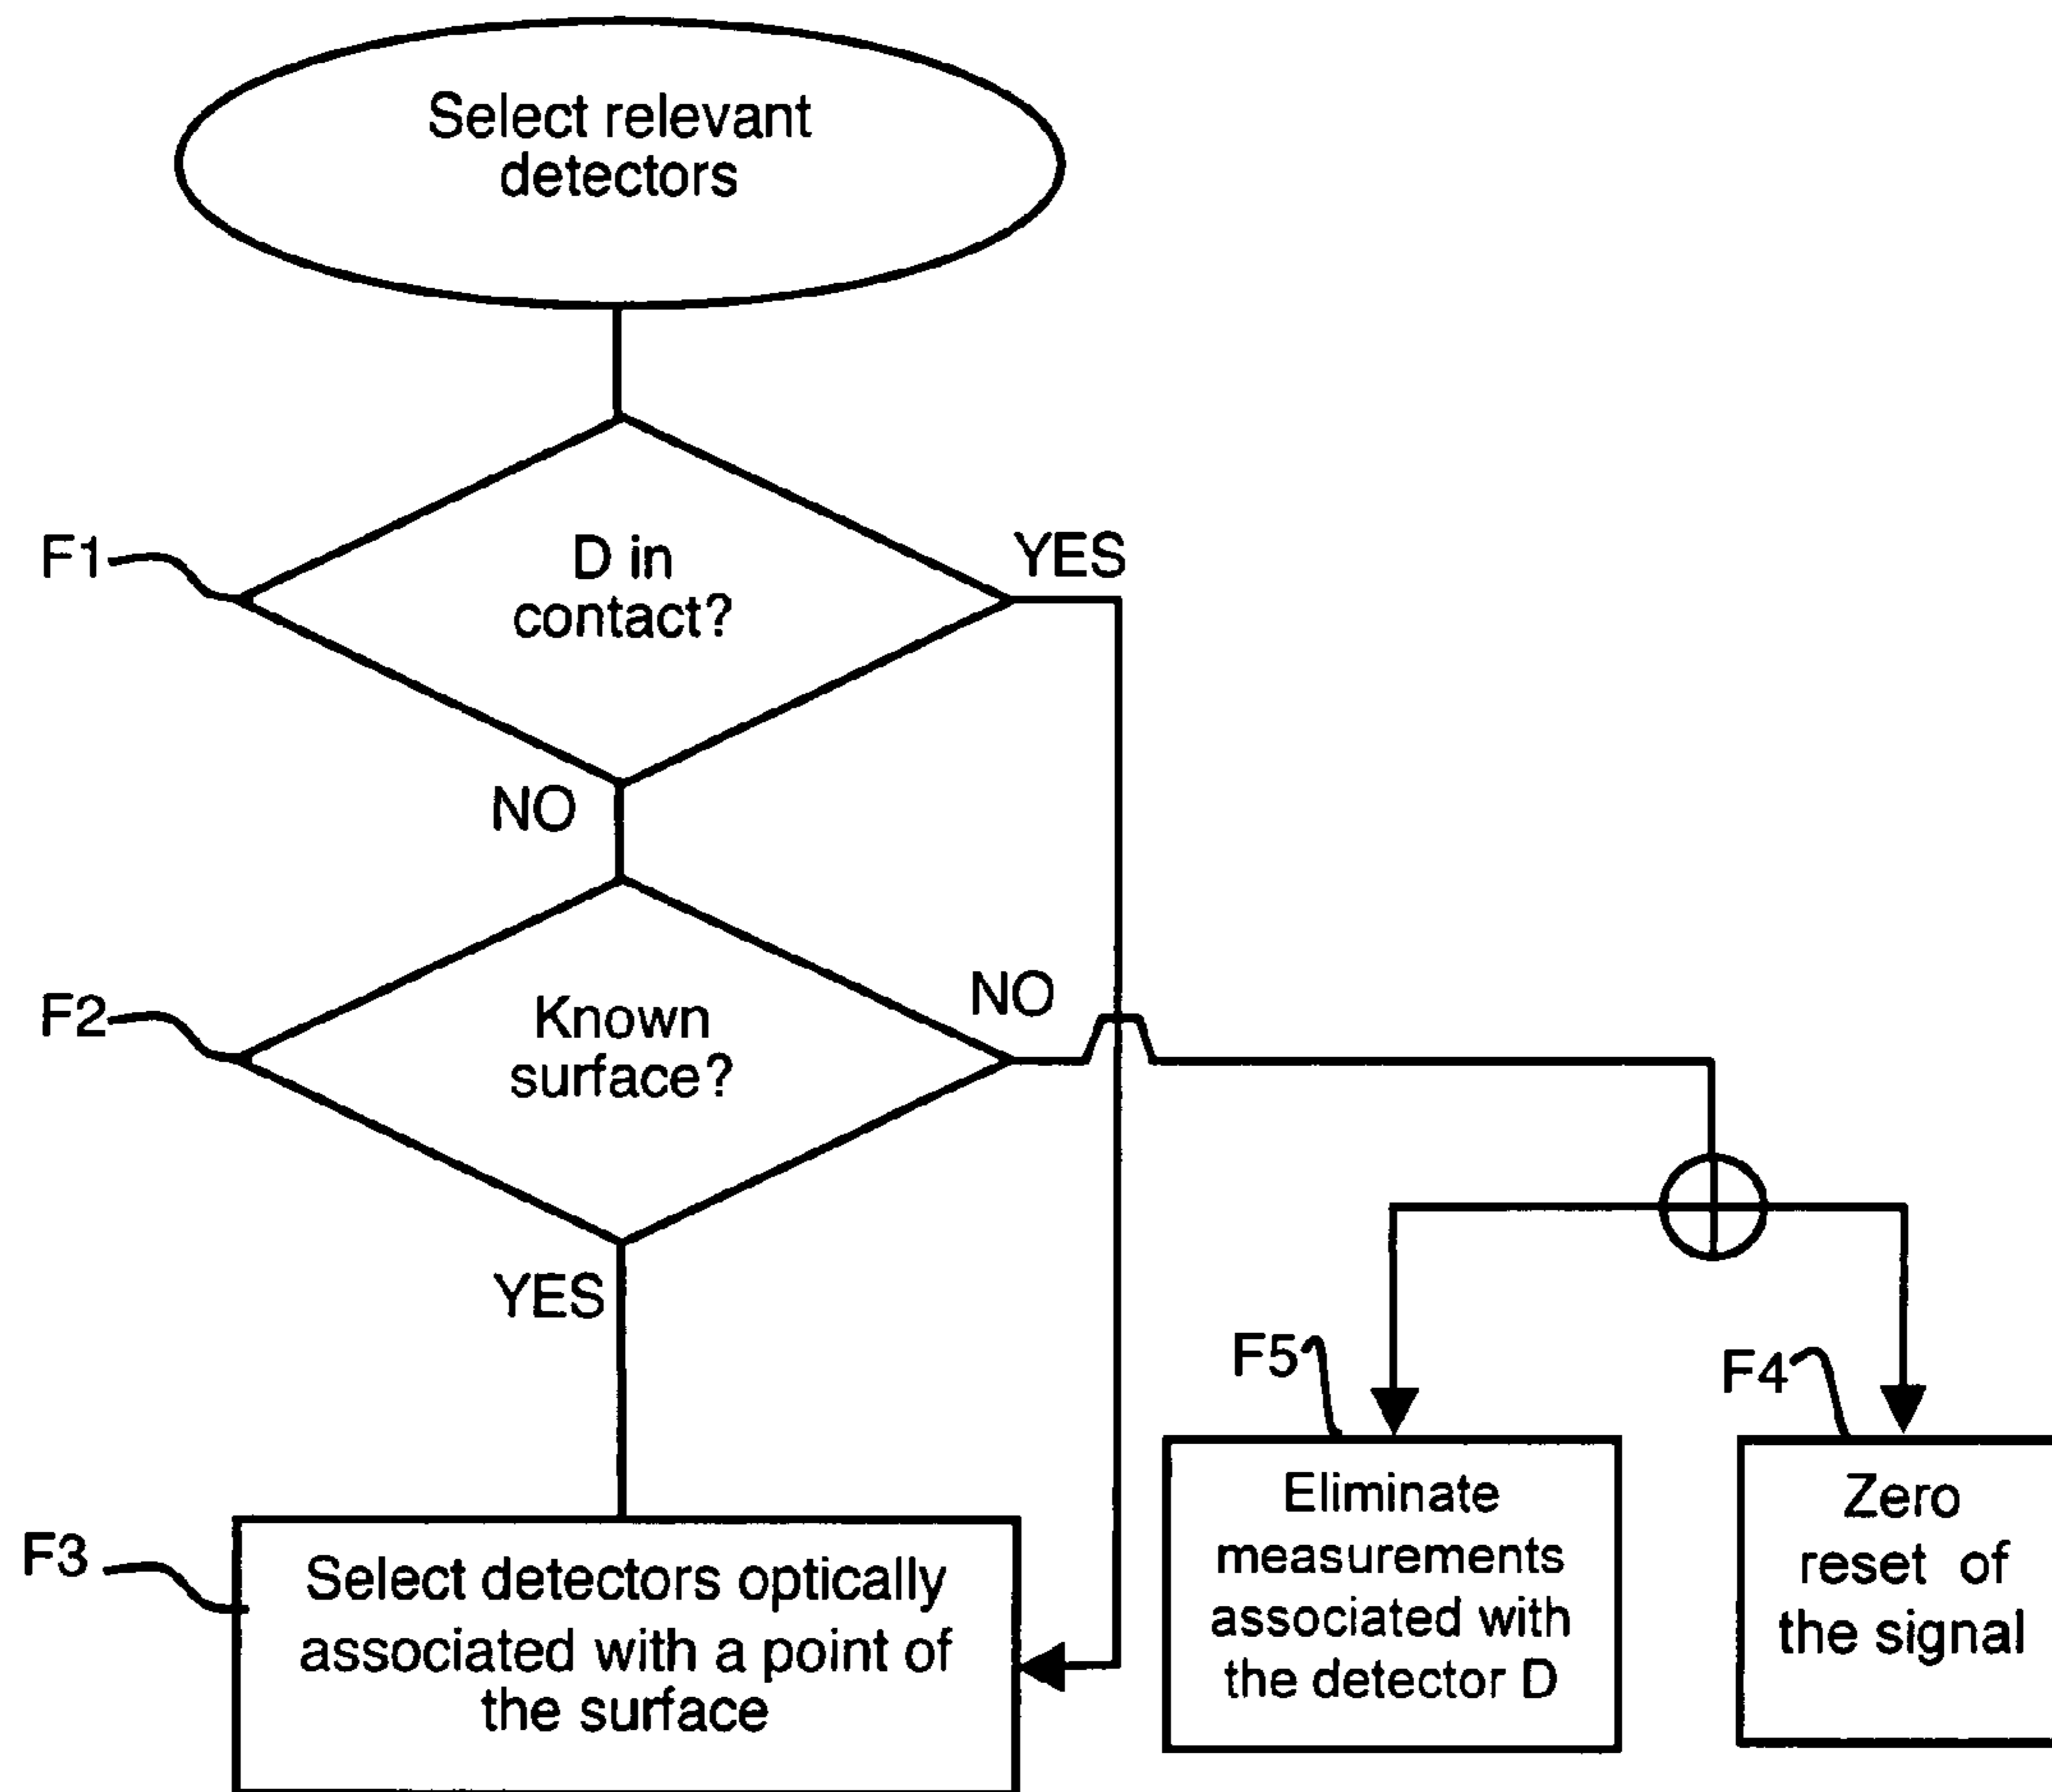 Select relevant
detectors
F1
D in
contact?
YES
NO
F2
Known
surface?
NO
YES
F5
F4
F3
Select detectors optically
associated with a point of
the surface
Eliminate
measurements
associated with
the detector D
Zero
reset of
the signal